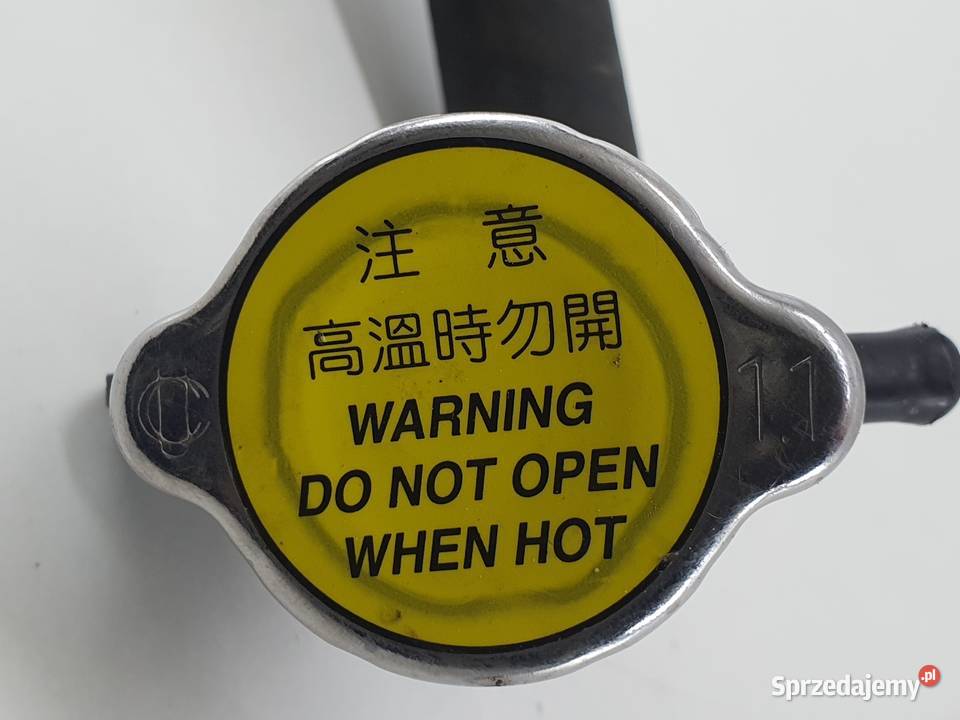 注 意
高溫時勿開
WARNING
DO NOT OPEN
WHEN HOT
1.1
Sprzedajemy.pl